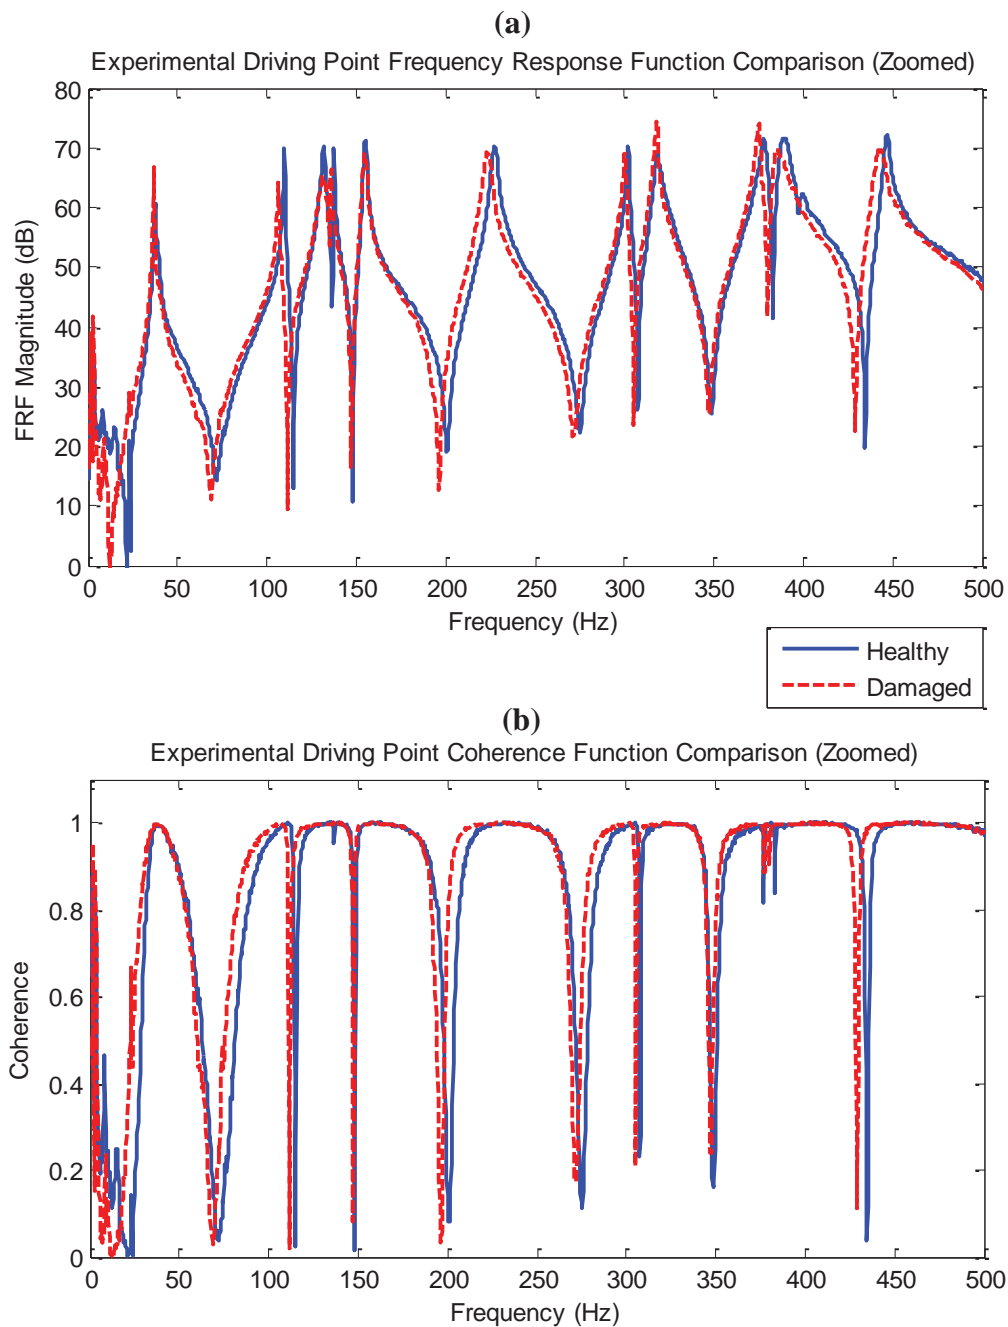 (a)
Experimental Driving Point Frequency Response Function Comparison (Zoomed)
80
70
60
50
40
30
20
10
0
FRF Magnitude (dB)
0 50 100 150 200 250 300 350 400 450 500
Frequency (Hz)
Healthy
Damaged
(b)
Experimental Driving Point Coherence Function Comparison (Zoomed)
1
0.8
0.6
0.4
0.2
0
Coherence
0 50 100 150 200 250 300 350 400 450 500
Frequency (Hz)